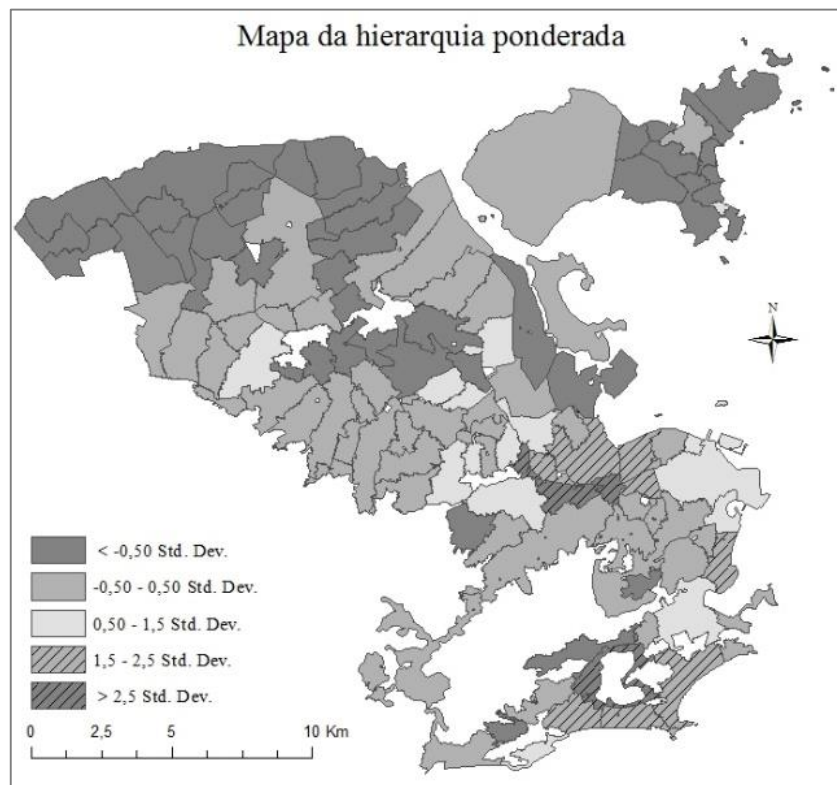 Mapa da hierarquia ponderada
N
< -0,50 Std. Dev.
-0,50 - 0,50 Std. Dev.
0,50 - 1,5 Std. Dev.
1,5 - 2,5 Std. Dev.
> 2,5 Std. Dev.
0 2,5 5 10 Km